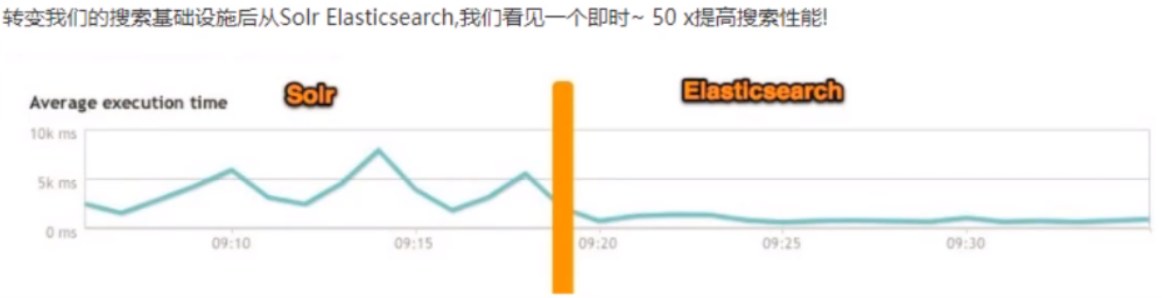 转变我们的搜索基础设施后从Solr Elasticsearch,我们看见一个即时~ 50 x提高搜索性能!
Solr
Elasticsearch
Average execution time
10k ms
5k ms
0 ms
09:10
09:15
09:20
09:25
09:30